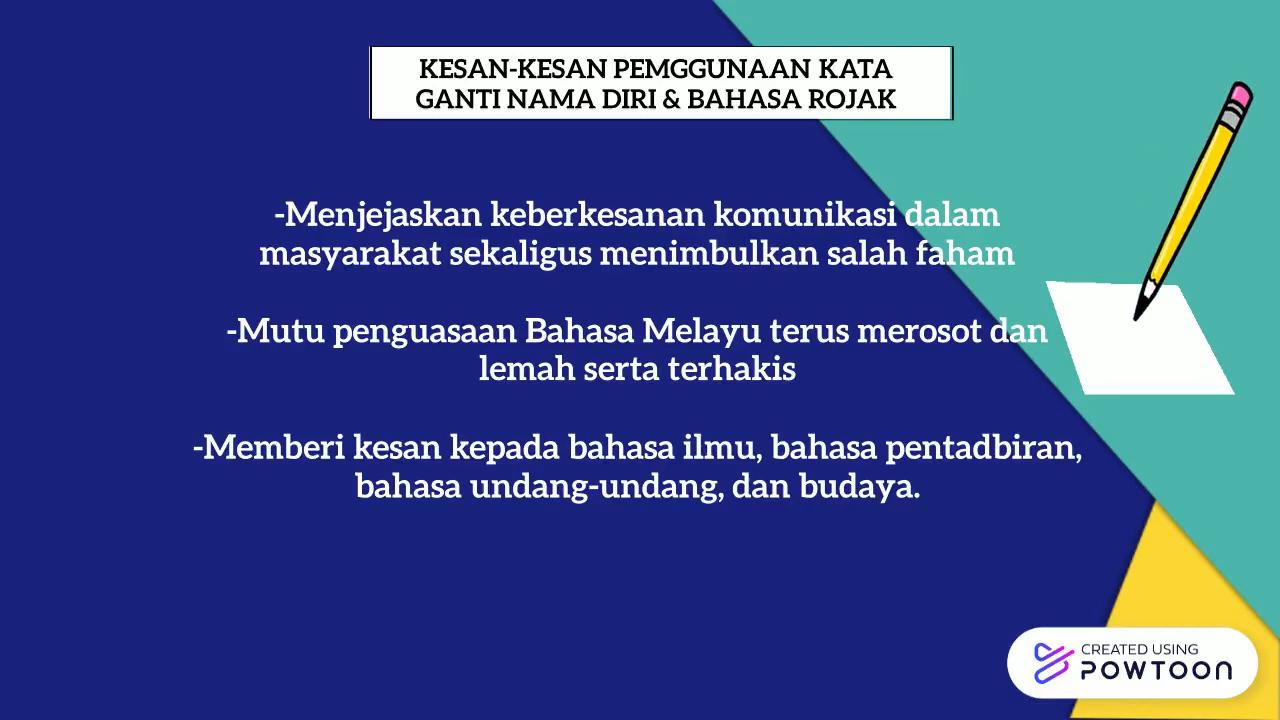 KESAN-KESAN PEMGGUNAAN KATA
GANTI NAMA DIRI & BAHASA ROJAK
-Menjejaskan keberkesanan komunikasi dalam
masyarakat sekaligus menimbulkan salah faham
-Mutu penguasaan Bahasa Melayu terus merosot dan
lemah serta terhakis
-Memberi kesan kepada bahasa ilmu, bahasa pentadbiran,
bahasa undang-undang, dan budaya.
CREATED USING
POWTOON